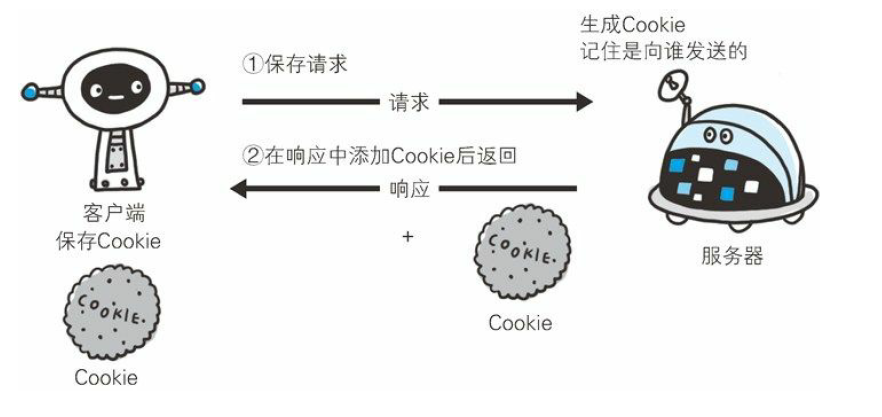 生成Cookie
记住是向谁发送的
①保存请求
请求
②在响应中添加Cookie后返回
响应
客户端
保存Cookie
+
COOKIE.
服务器
Cookie
COOKIE.
Cookie